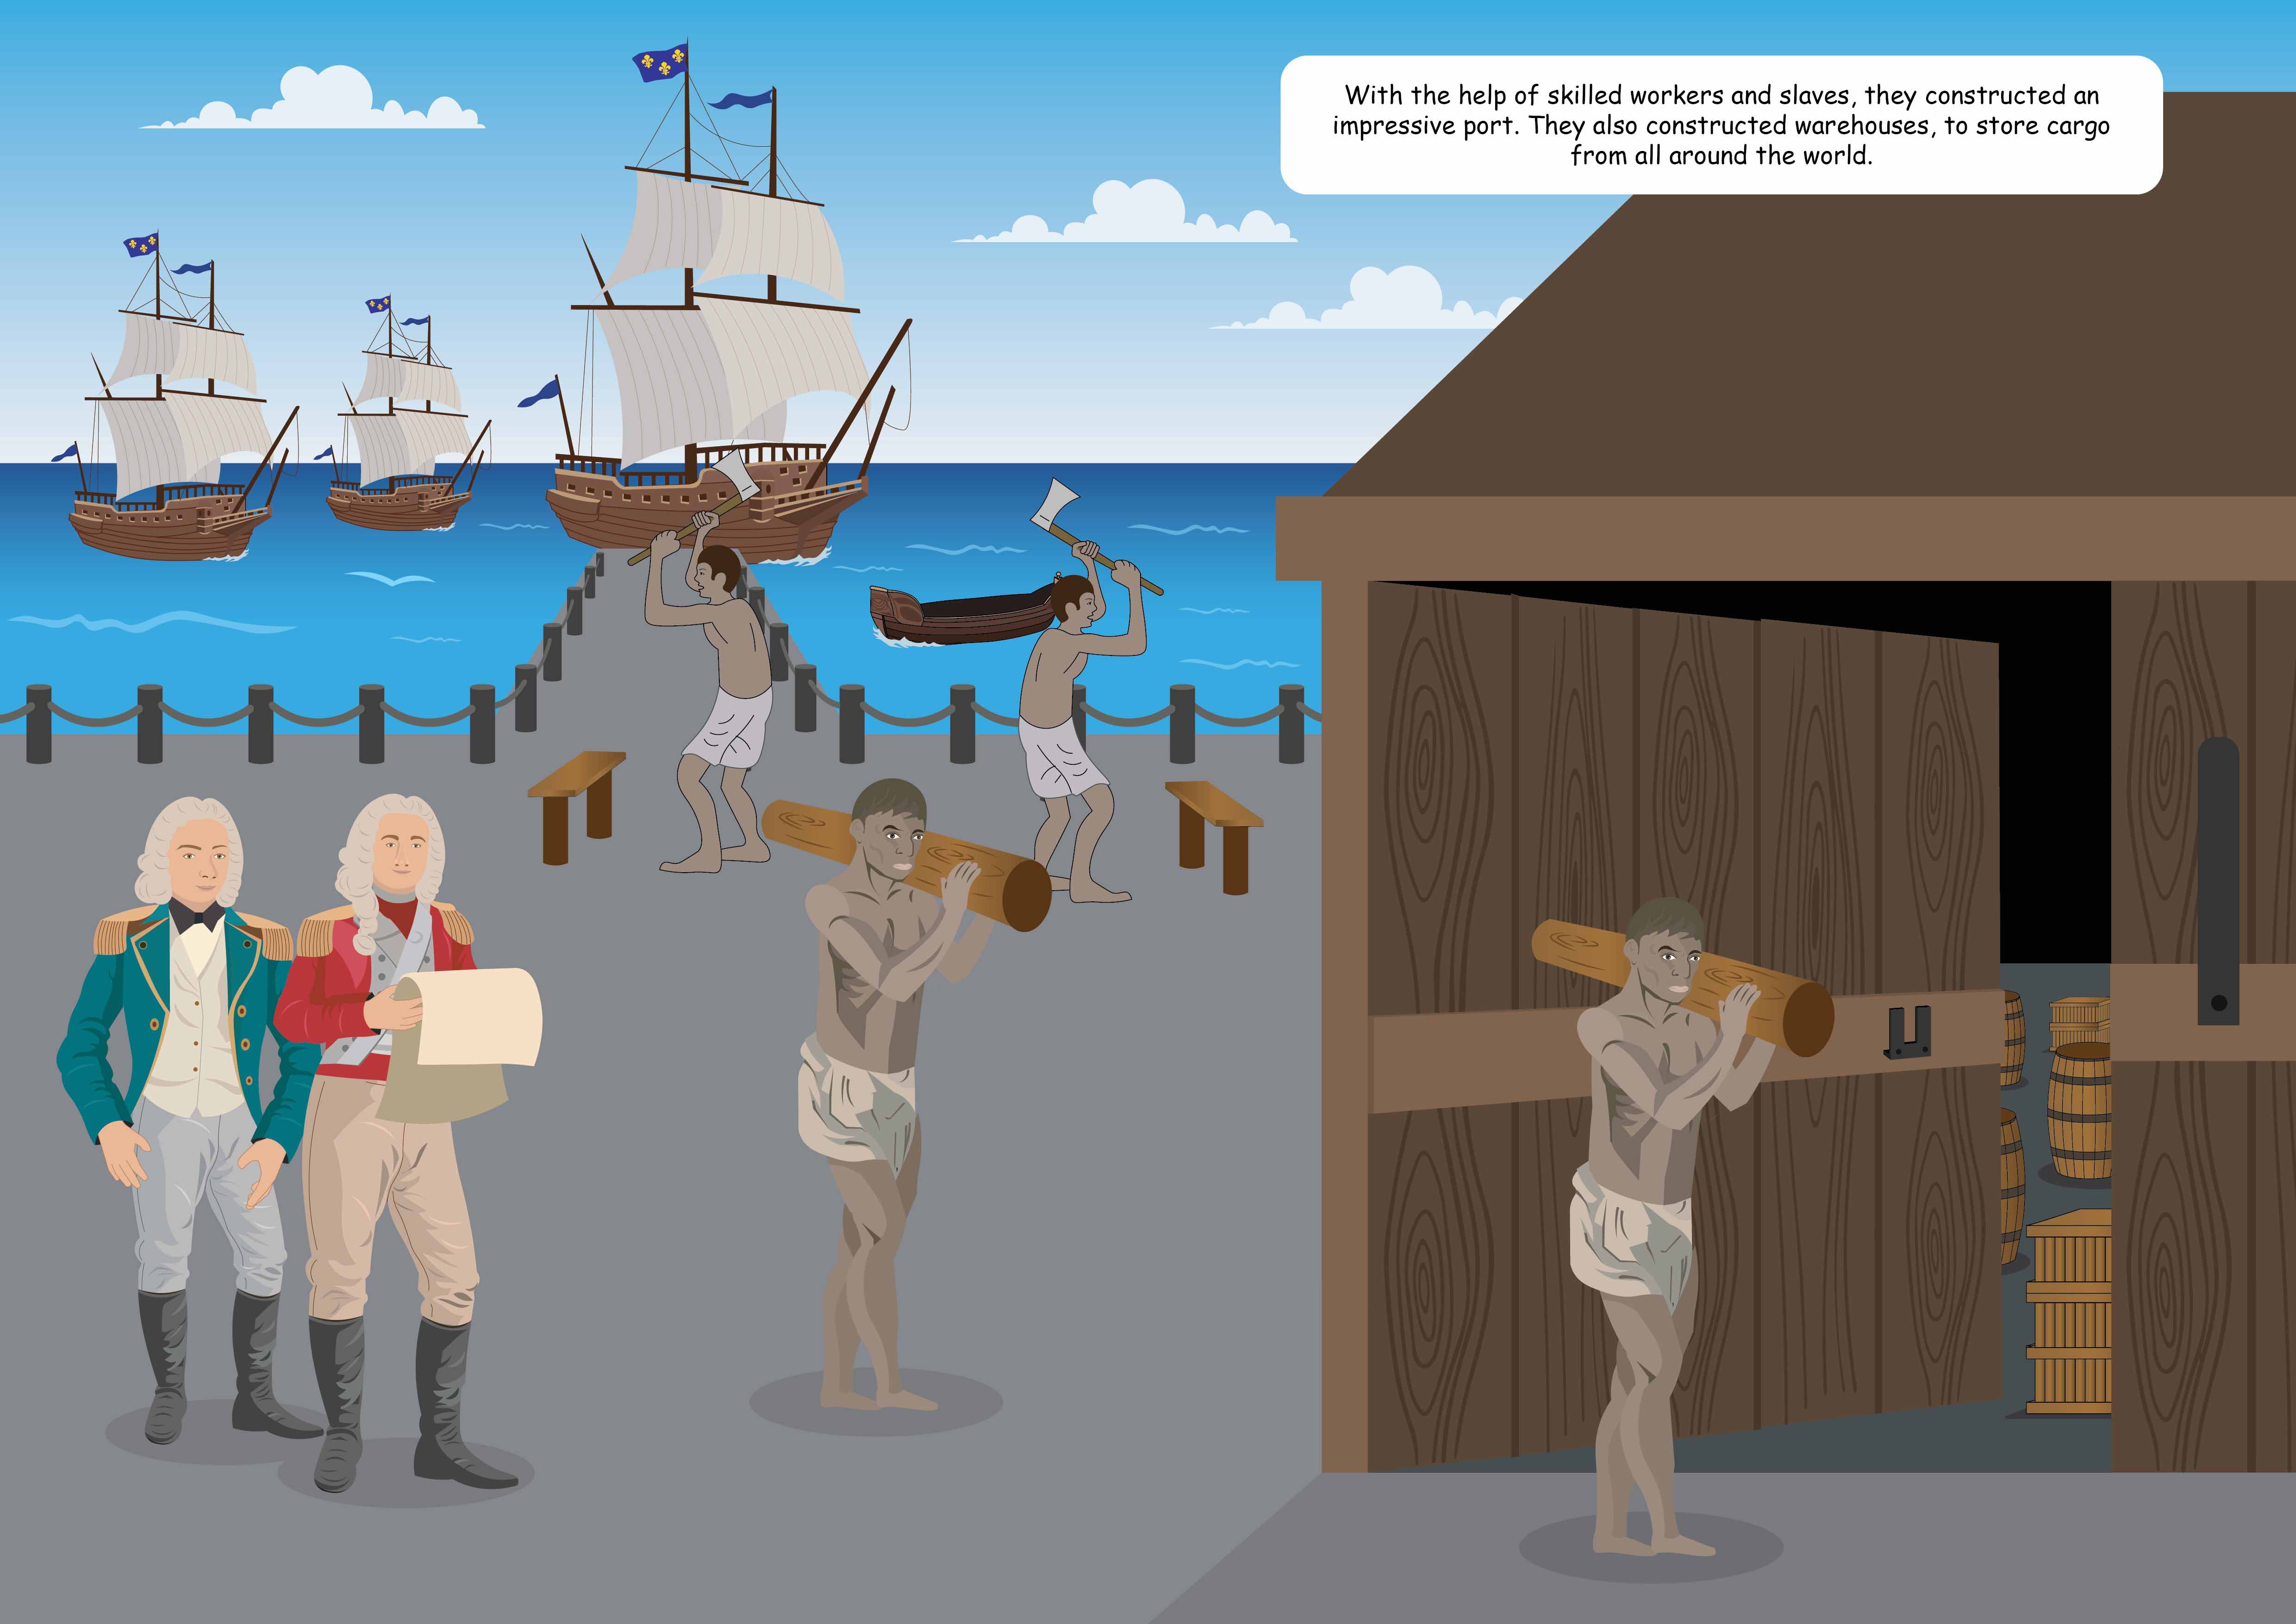 With the help of skilled workers and slaves, they constructed an
impressive port. They also constructed warehouses, to store cargo
from all around the world.